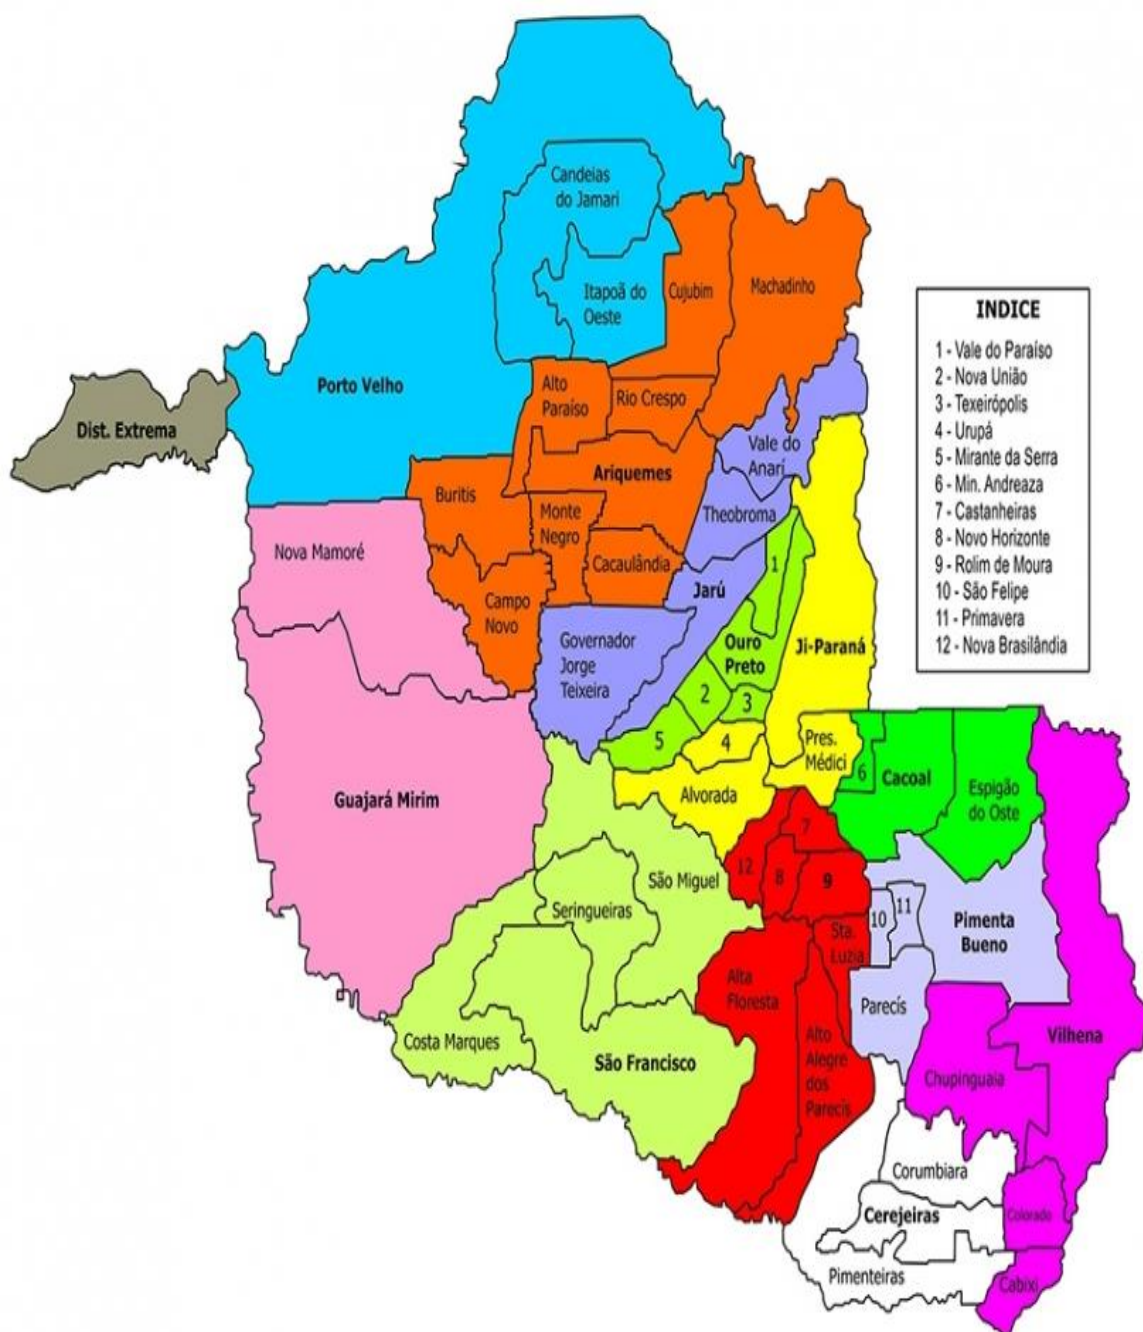 Candeias
do Jamari
Itapoã do
Oeste
Cujubim
Machadinho
INDICE
1 - Vale do Paraíso
2 - Nova União
3 - Texeirópolis
4 - Urupá
5 - Mirante da Serra
6 - Min. Andreaza
7 - Castanheiras
8 - Novo Horizonte
9 - Rolim de Moura
10 - São Felipe
11 - Primavera
12 - Nova Brasilândia
Porto Velho
Alto
Paraíso
Rio Crespo
Dist. Extrema
Vale do
Anarí
Ariquemes
Buritis
Monte
Negro
Theobroma
Nova Mamoré
Cacaulândia
1
Jarú
Campo
Novo
Governador
Jorge
Teixeira
Ouro
Preto
Jí-Paraná
2
3
5
4
Pres.
Médici
6
Cacoal
Espigão
do Oste
Guajará Mirim
Alvorada
7
12
8
9
São Miguel
Seringueiras
10
11
Pimenta
Bueno
Sta.
Luzia
Alta
Floresta
Parecís
Costa Marques
São Francisco
Alto
Alegre
dos
Parecís
Vilhena
Chupinguaia
Corumbiara
Cerejeiras
Colorado
Pimenteiras
Cabixi